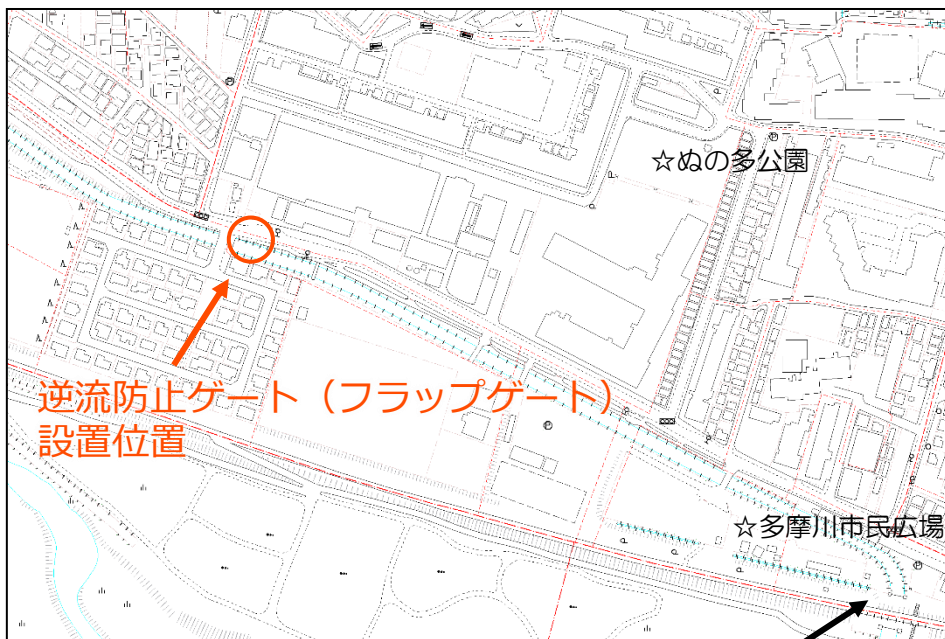 ☆ぬの多公園
逆流防止ゲート（フラップゲート）
設置位置
☆多摩川市民広場